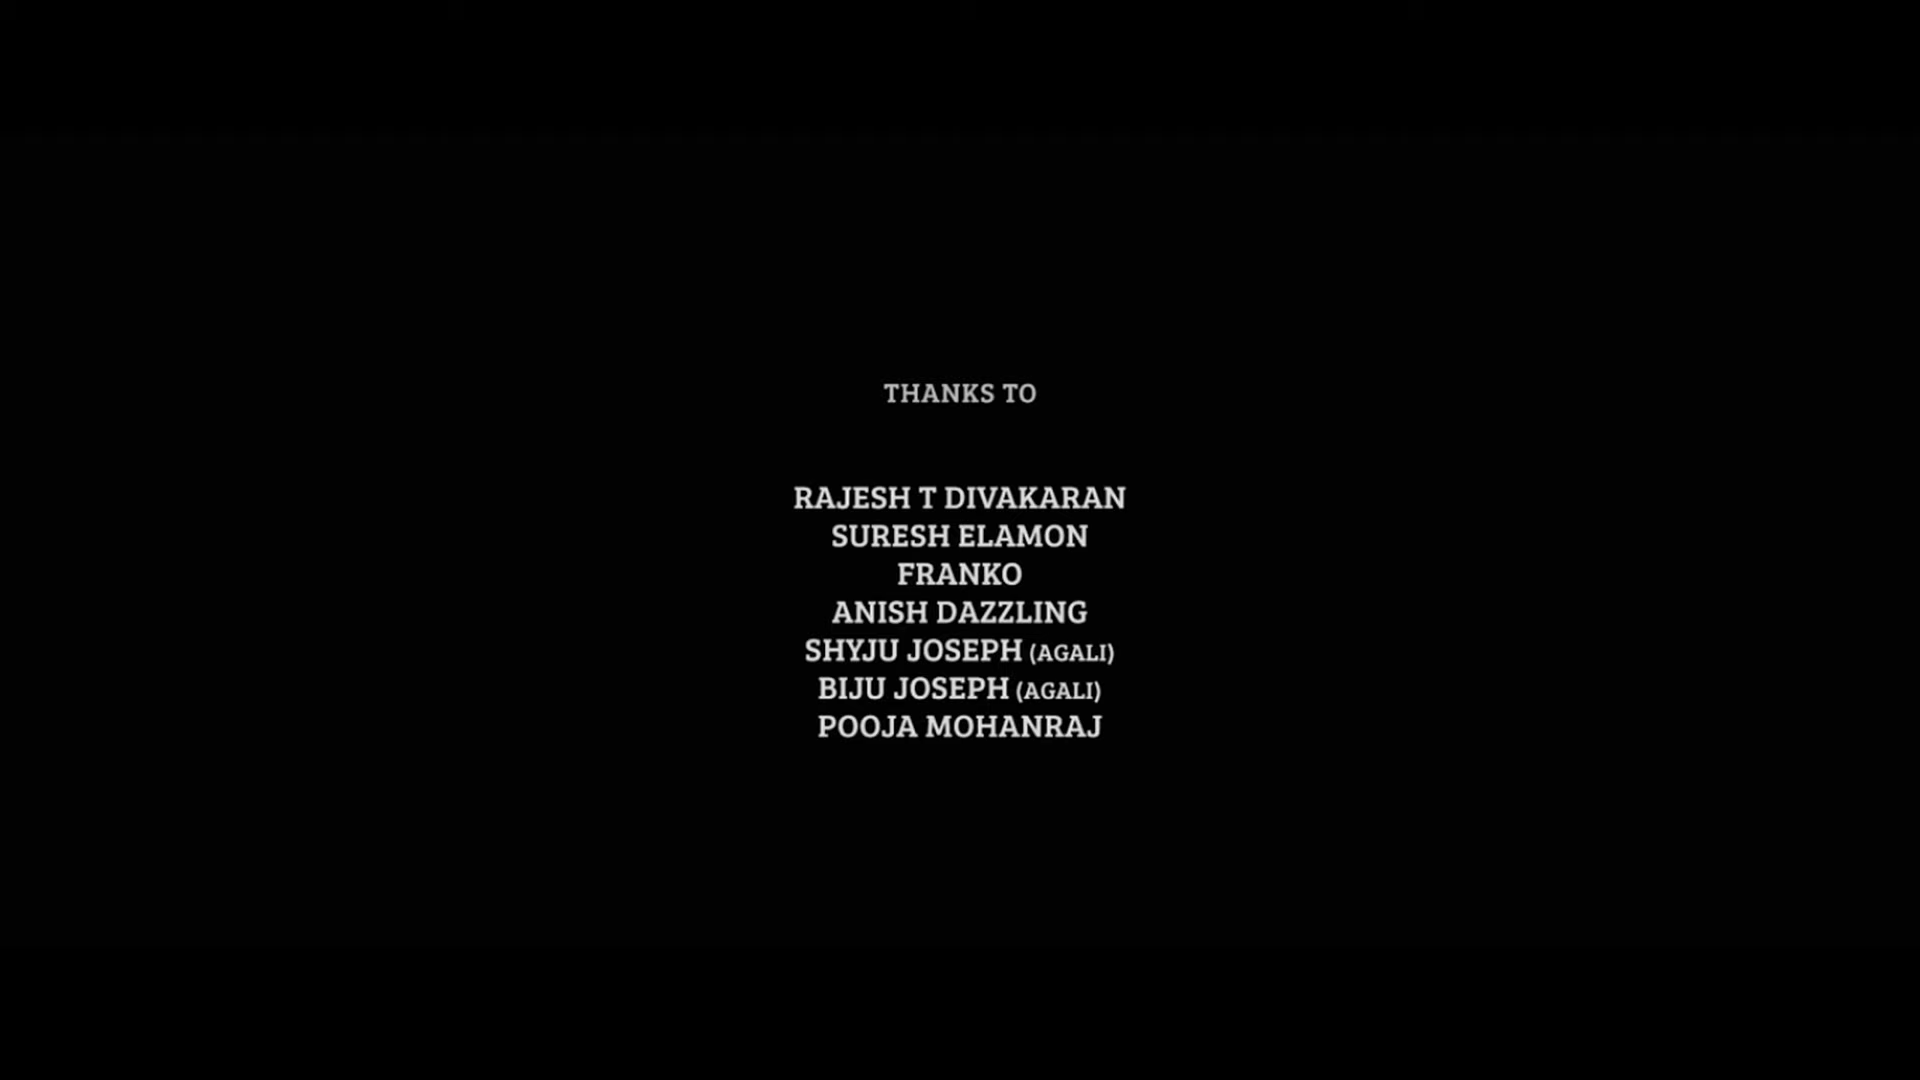 THANKS TO
RAJESH T DIVAKARAN
SURESH ELAMON
FRANKO
ANISH DAZZLING
SHYJU JOSEPH (AGALI)
BIJU JOSEPH (AGALI)
POOJA MOHANRAJ